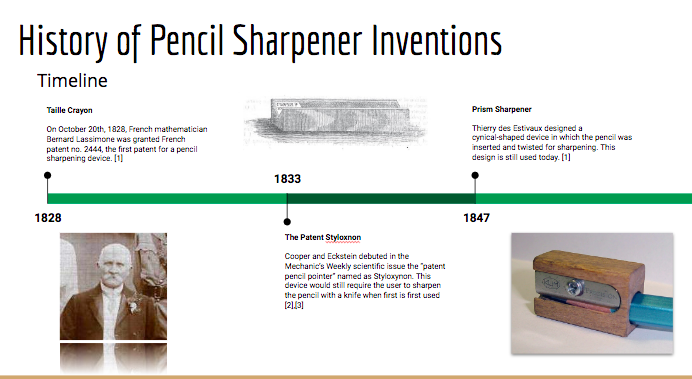 History of Pencil Sharpener Inventions
Timeline
Taille Crayon
On October 20th, 1828, French mathematician
Bernard Lassimone was granted French
patent no. 2444, the first patent for a pencil
sharpening device. [1]
Prism Sharpener
Thierry des Estivaux designed a
cynical-shaped device in which the pencil was
inserted and twisted for sharpening. This
design is still used today. [1]
1833
1828
1847
The Patent Styloxnon
Cooper and Eckstein debuted in the
Mechanic's Weekly scientific issue the "patent
pencil pointer" named as Styloxynon. This
device would still require the user to sharpen
the pencil with a knife when first is first used
[2],[3]